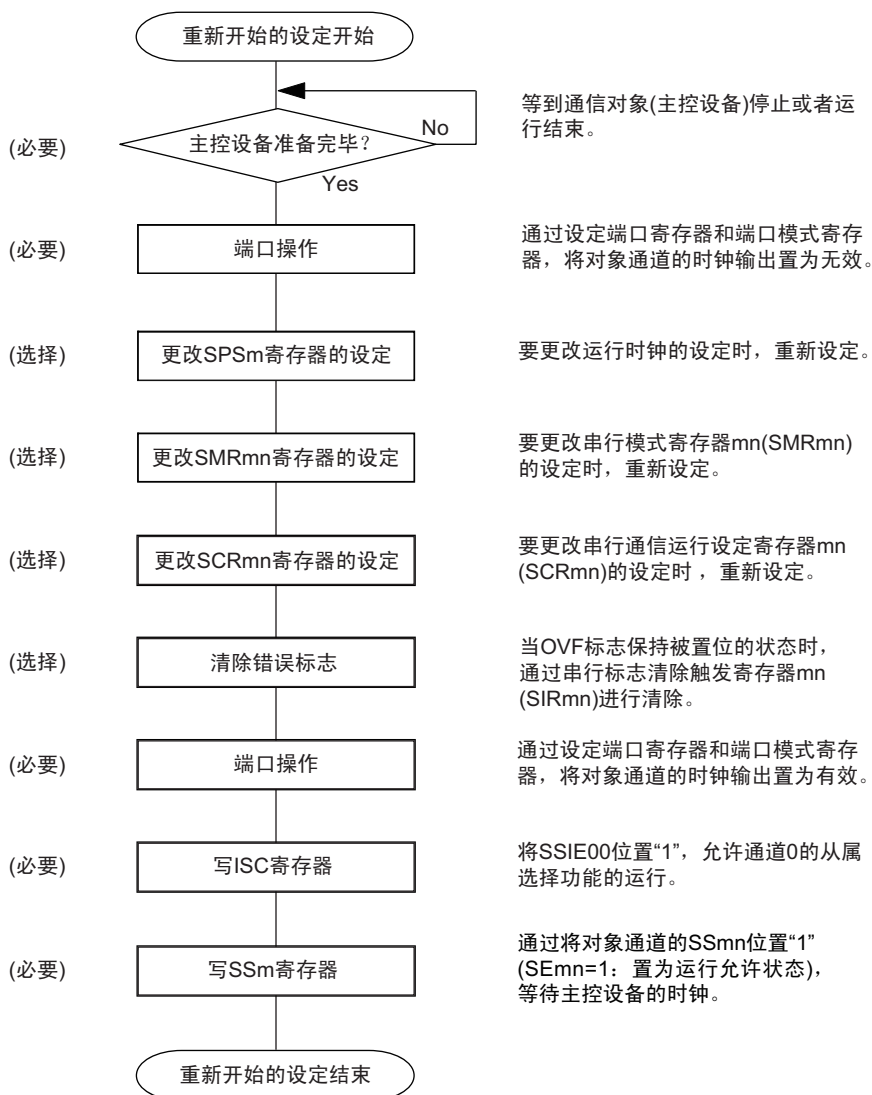 重新开始的设定开始
主控设备准备完毕？
No
Yes
(必要)
等到通信对象(主控设备)停止或者运
行结束。
(必要)
端口操作
通过设定端口寄存器和端口模式寄存
器，将对象通道的时钟输出置为无效。
(选择)
更改SPSm寄存器的设定
要更改运行时钟的设定时，重新设定。
(选择)
更改SMRmn寄存器的设定
要更改串行模式寄存器mn(SMRmn)
的设定时，重新设定。
(选择)
更改SCRmn寄存器的设定
要更改串行通信运行设定寄存器mn
(SCRmn)的设定时 ，重新设定。
(选择)
清除错误标志
当OVF标志保持被置位的状态时，
通过串行标志清除触发寄存器mn
(SIRmn)进行清除。
(必要)
端口操作
通过设定端口寄存器和端口模式寄存
器，将对象通道的时钟输出置为有效。
(必要)
写ISC寄存器
将SSIE00位置“1”，允许通道0的从属
选择功能的运行。
(必要)
写SSm寄存器
通过将对象通道的SSmn位置“1”
(SEmn=1：置为运行允许状态)，
等待主控设备的时钟。
重新开始的设定结束